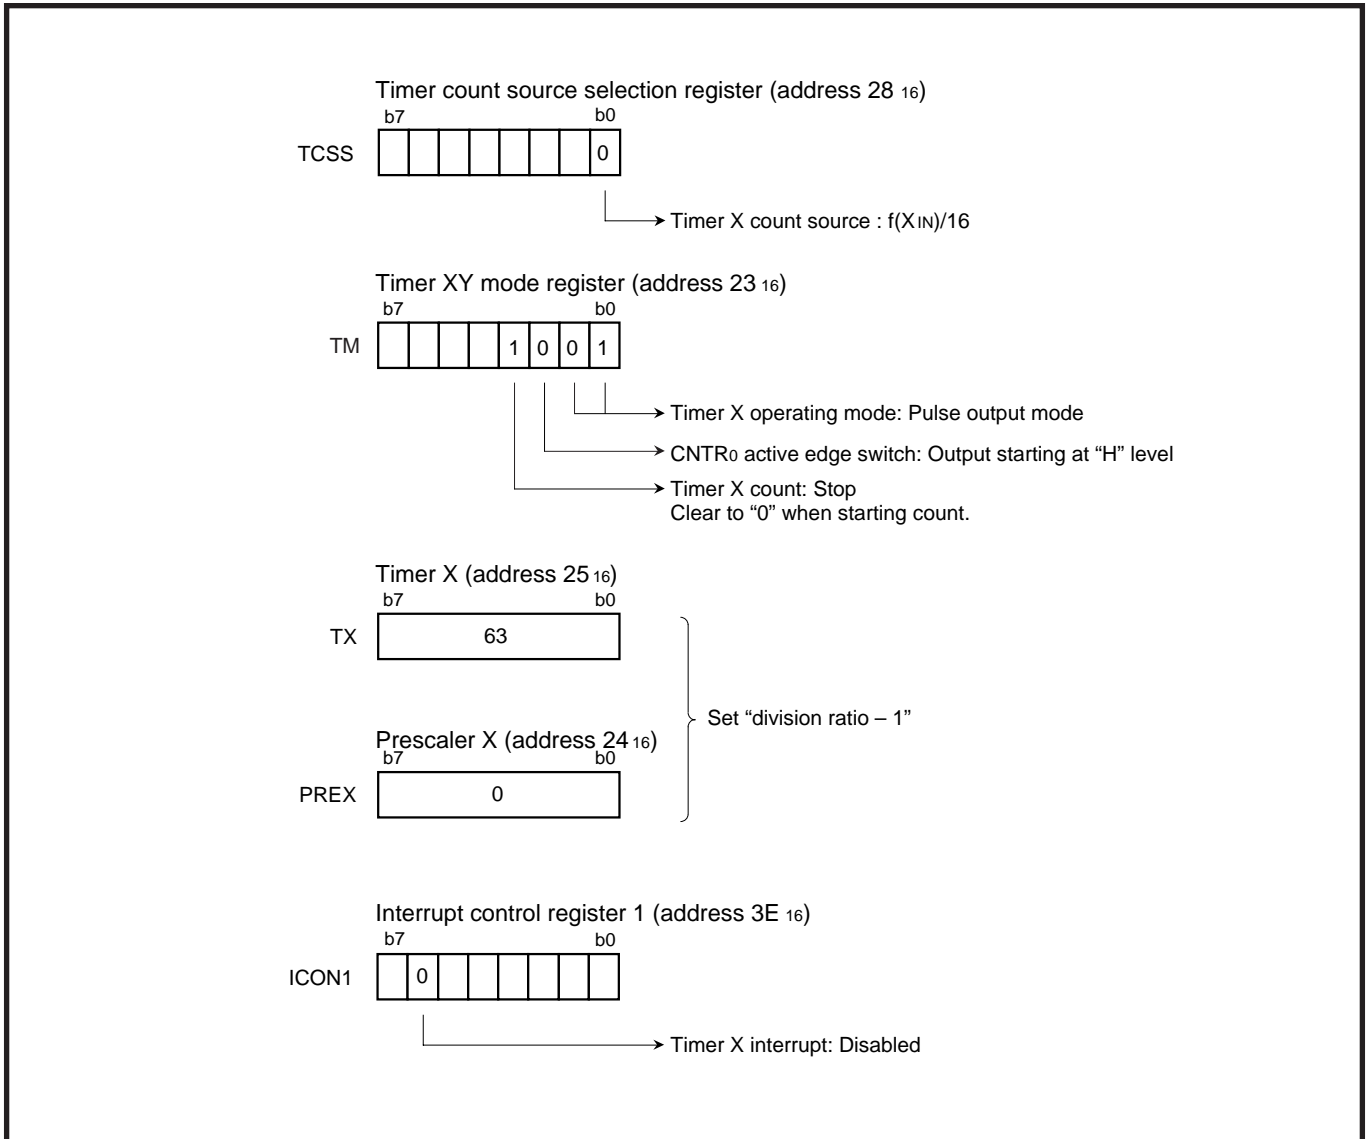 Timer count source selection register (address 28 16)
b7 b0
TCSS 0
Timer X count source : f(XIN)/16
Timer XY mode register (address 23 16)
b7 b0
TM 1 0 0 1
Timer X operating mode: Pulse output mode
CNTR0 active edge switch: Output starting at “H” level
Timer X count: Stop
Clear to “0” when starting count.
Timer X (address 25 16)
b7 b0
TX 63
Set “division ratio – 1”
Prescaler X (address 24 16)
b7 b0
PREX 0
Interrupt control register 1 (address 3E 16)
b7 b0
ICON1 0
Timer X interrupt: Disabled